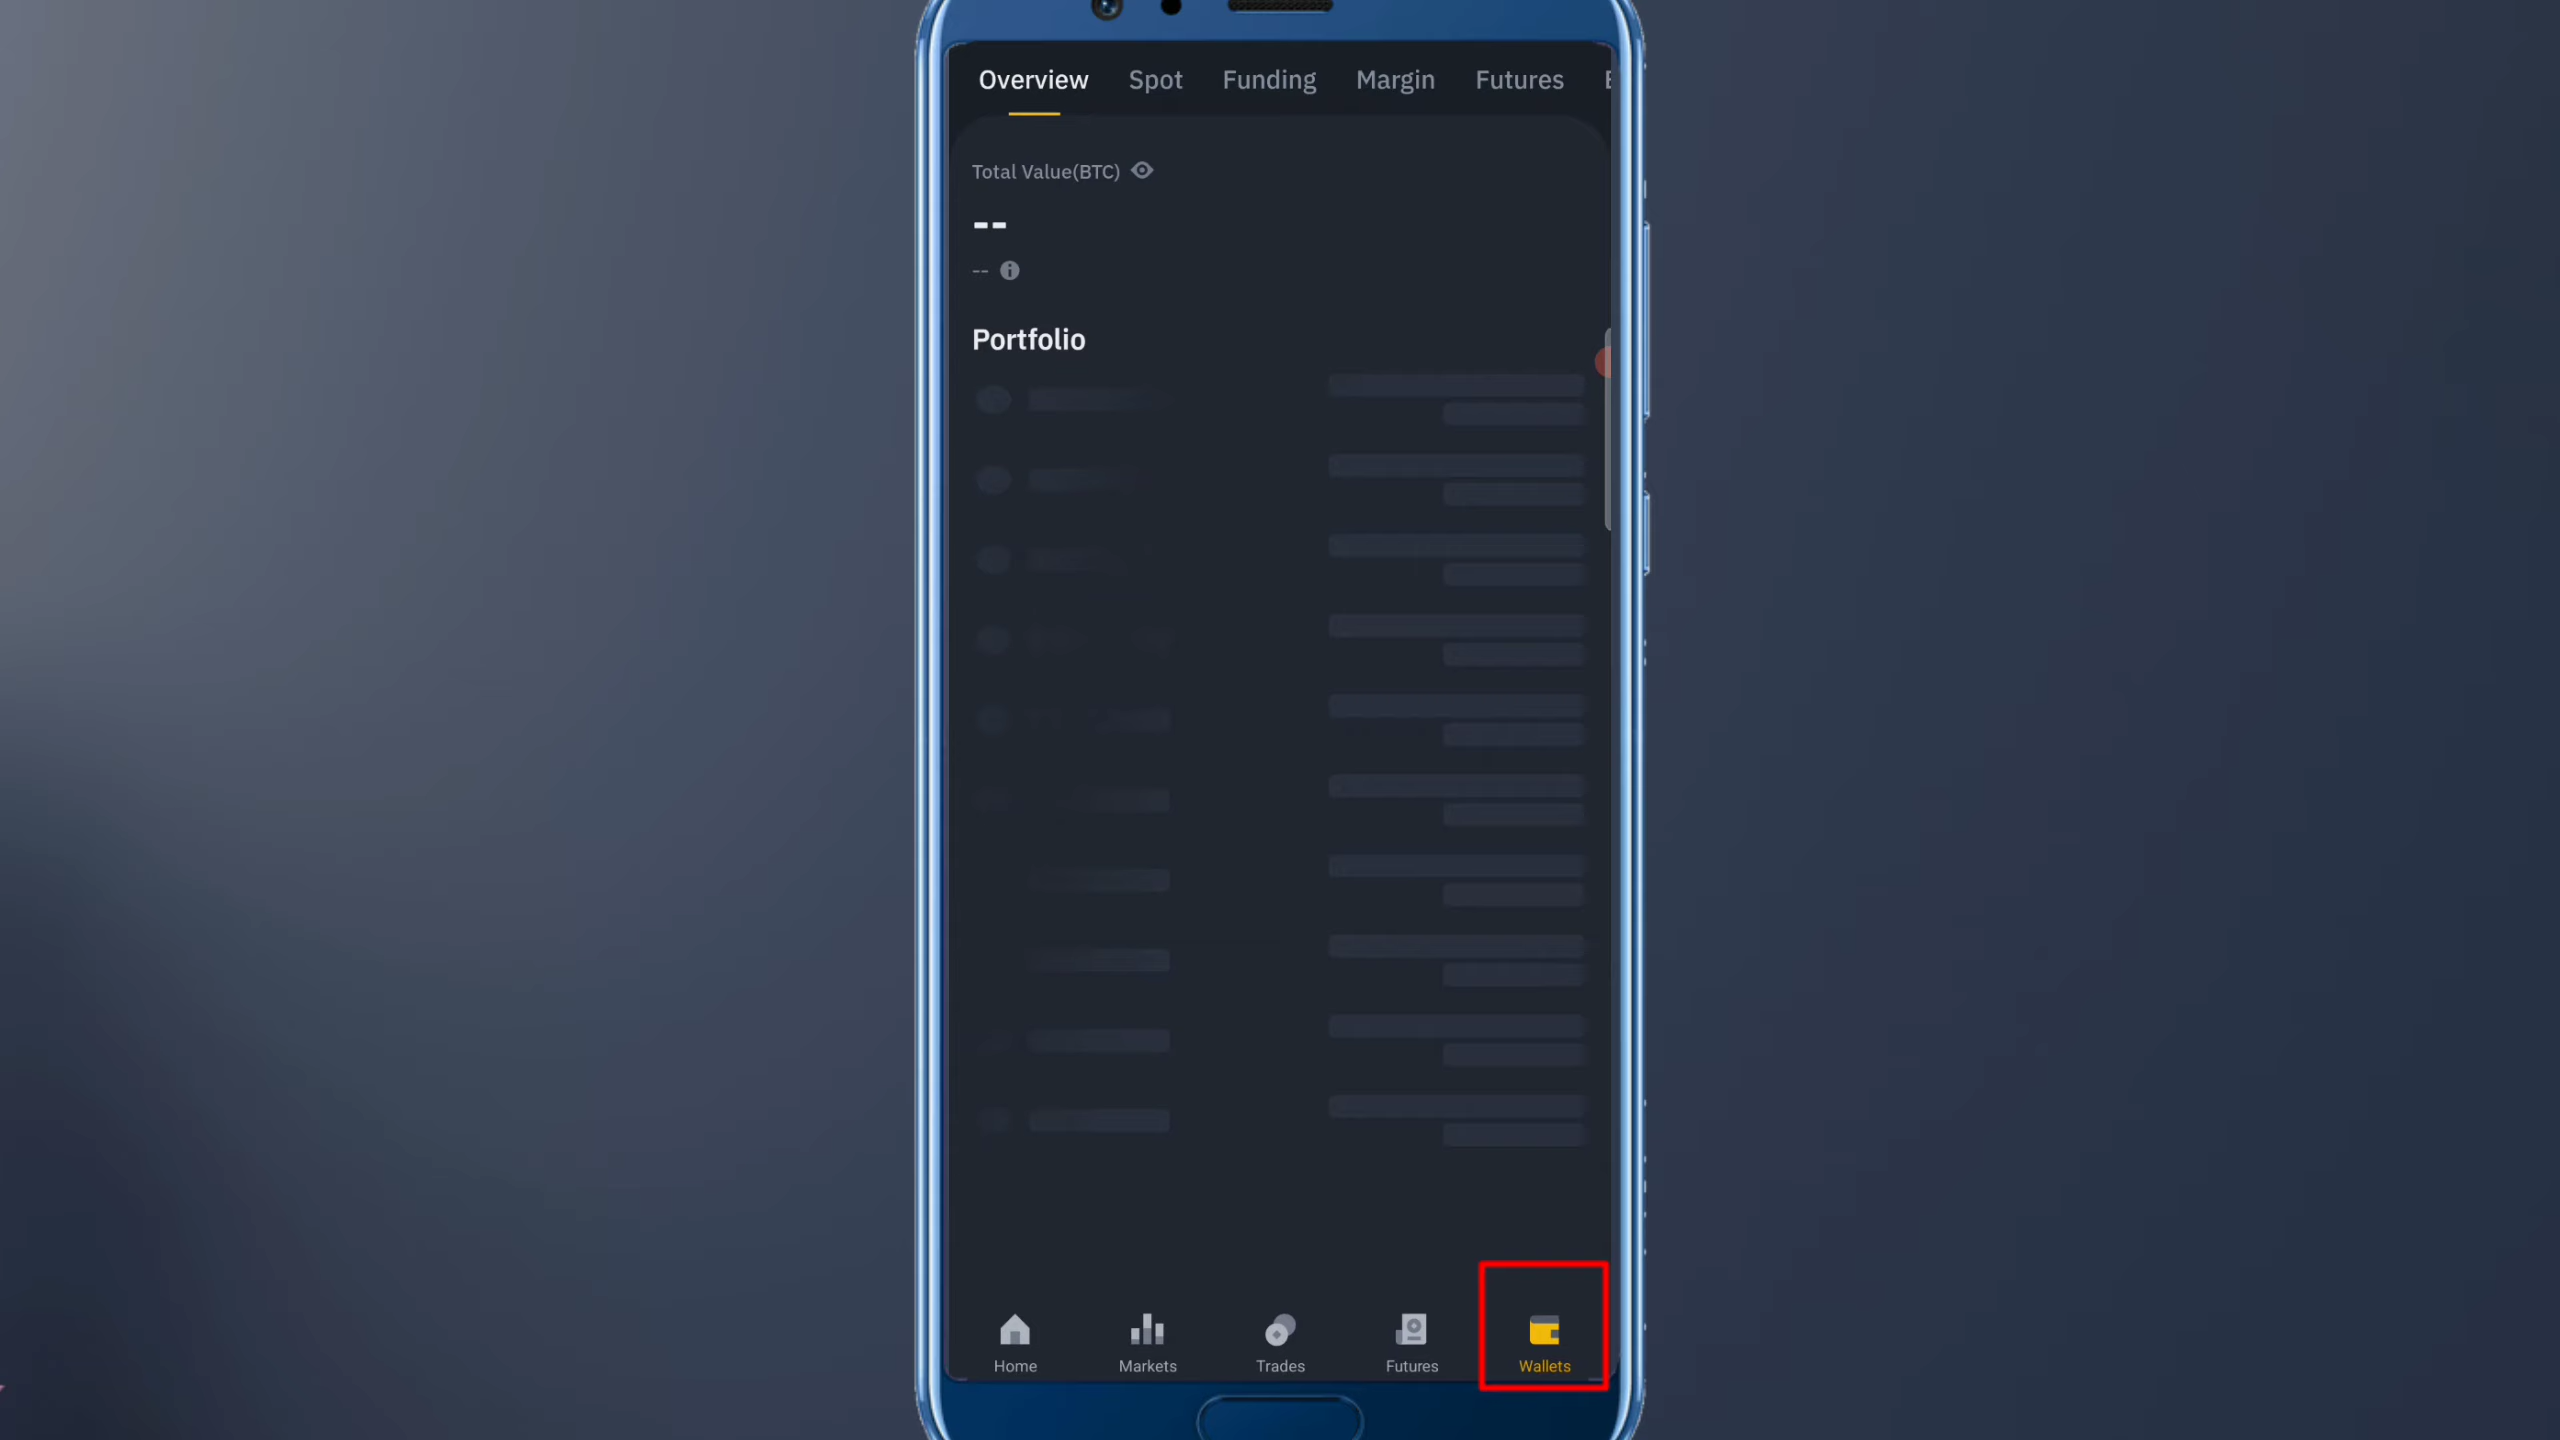 Overview Spot Funding Margin Futures
Total Value(BTC)
--
--
Portfolio
Home Markets Trades Futures Wallets